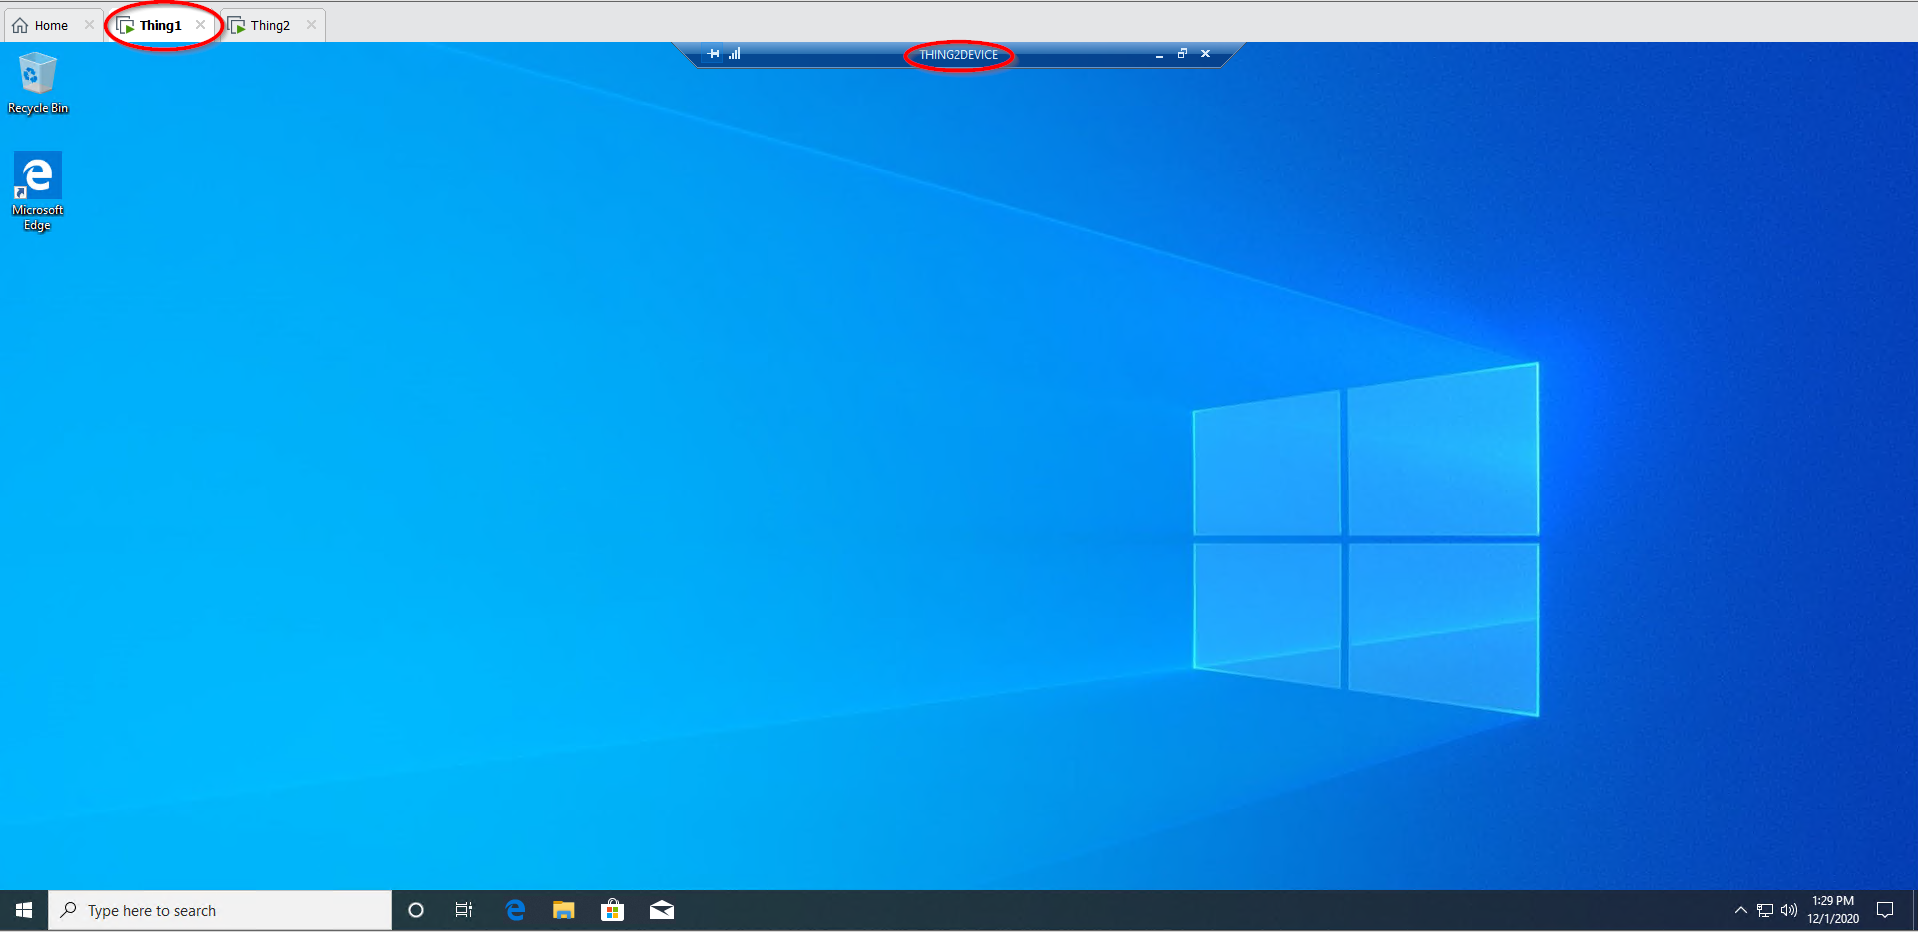 Home
Thing1
Thing2
THING2DEVICE
Recycle Bin
Microsoft
Edge
Type here to search
1:29 PM
12/1/2020